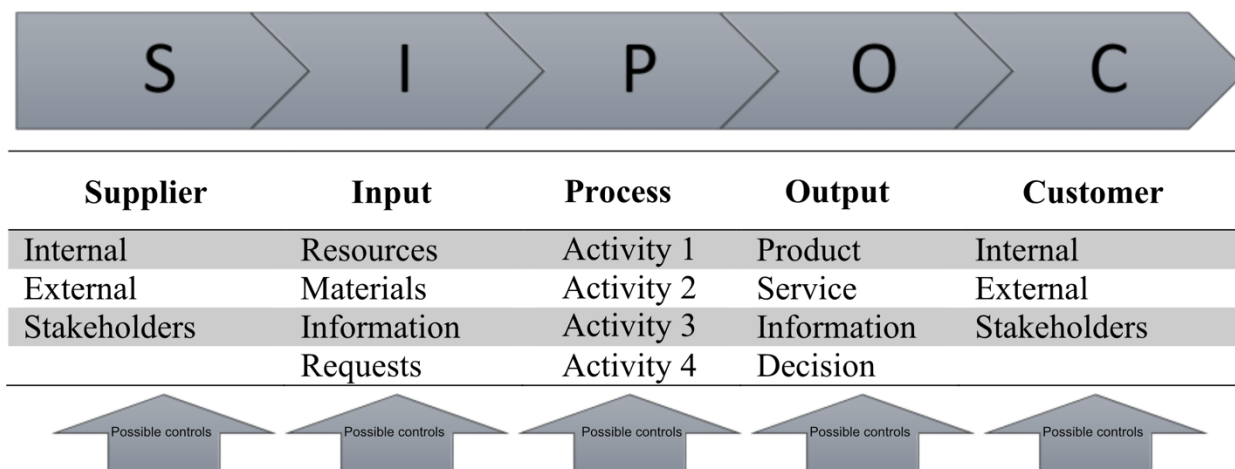 S I P O C
Supplier Input Process Output Customer
Internal Resources Activity 1 Product Internal
External Materials Activity 2 Service External
Stakeholders Information Activity 3 Information Stakeholders
Requests Activity 4 Decision
Possible controls Possible controls Possible controls Possible controls Possible controls